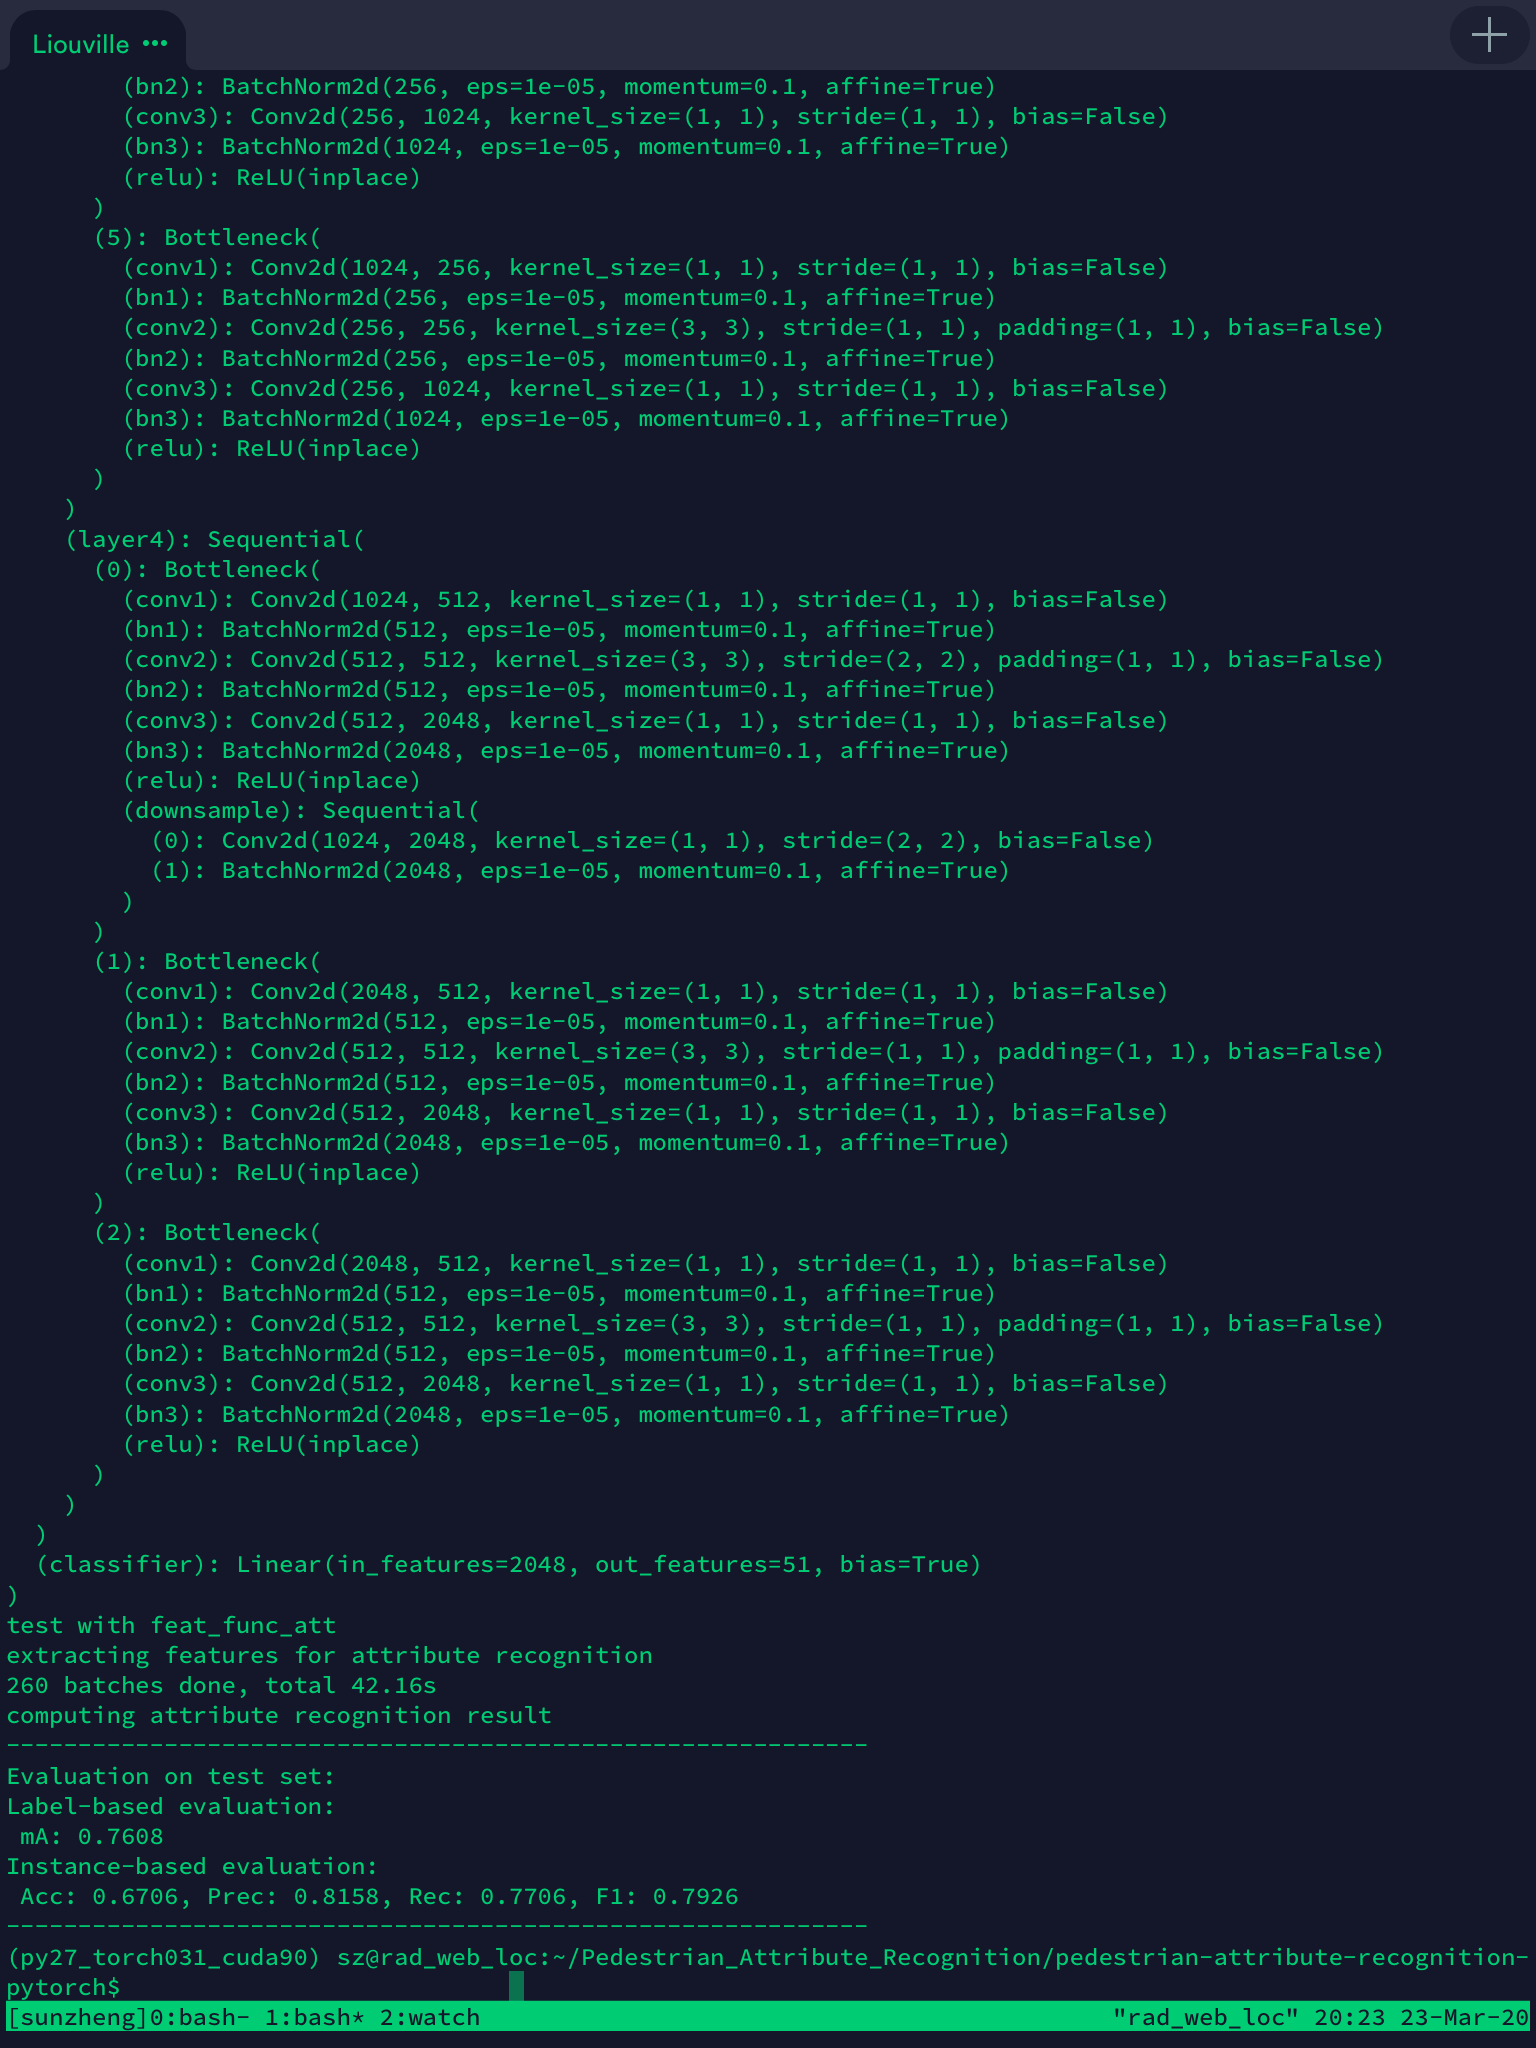 Liouville •••
(bn2): BatchNorm2d(256, eps=1e-05, momentum=0.1, affine=True)
(conv3): Conv2d(256, 1024, kernel_size=(1, 1), stride=(1, 1), bias=False)
(bn3): BatchNorm2d(1024, eps=1e-05, momentum=0.1, affine=True)
(relu): ReLU(inplace)
)
(5): Bottleneck(
(conv1): Conv2d(1024, 256, kernel_size=(1, 1), stride=(1, 1), bias=False)
(bn1): BatchNorm2d(256, eps=1e-05, momentum=0.1, affine=True)
(conv2): Conv2d(256, 256, kernel_size=(3, 3), stride=(1, 1), padding=(1, 1), bias=False)
(bn2): BatchNorm2d(256, eps=1e-05, momentum=0.1, affine=True)
(conv3): Conv2d(256, 1024, kernel_size=(1, 1), stride=(1, 1), bias=False)
(bn3): BatchNorm2d(1024, eps=1e-05, momentum=0.1, affine=True)
(relu): ReLU(inplace)
)
)
(layer4): Sequential(
(0): Bottleneck(
(conv1): Conv2d(1024, 512, kernel_size=(1, 1), stride=(1, 1), bias=False)
(bn1): BatchNorm2d(512, eps=1e-05, momentum=0.1, affine=True)
(conv2): Conv2d(512, 512, kernel_size=(3, 3), stride=(2, 2), padding=(1, 1), bias=False)
(bn2): BatchNorm2d(512, eps=1e-05, momentum=0.1, affine=True)
(conv3): Conv2d(512, 2048, kernel_size=(1, 1), stride=(1, 1), bias=False)
(bn3): BatchNorm2d(2048, eps=1e-05, momentum=0.1, affine=True)
(relu): ReLU(inplace)
(downsample): Sequential(
(0): Conv2d(1024, 2048, kernel_size=(1, 1), stride=(2, 2), bias=False)
(1): BatchNorm2d(2048, eps=1e-05, momentum=0.1, affine=True)
)
)
(1): Bottleneck(
(conv1): Conv2d(2048, 512, kernel_size=(1, 1), stride=(1, 1), bias=False)
(bn1): BatchNorm2d(512, eps=1e-05, momentum=0.1, affine=True)
(conv2): Conv2d(512, 512, kernel_size=(3, 3), stride=(1, 1), padding=(1, 1), bias=False)
(bn2): BatchNorm2d(512, eps=1e-05, momentum=0.1, affine=True)
(conv3): Conv2d(512, 2048, kernel_size=(1, 1), stride=(1, 1), bias=False)
(bn3): BatchNorm2d(2048, eps=1e-05, momentum=0.1, affine=True)
(relu): ReLU(inplace)
)
(2): Bottleneck(
(conv1): Conv2d(2048, 512, kernel_size=(1, 1), stride=(1, 1), bias=False)
(bn1): BatchNorm2d(512, eps=1e-05, momentum=0.1, affine=True)
(conv2): Conv2d(512, 512, kernel_size=(3, 3), stride=(1, 1), padding=(1, 1), bias=False)
(bn2): BatchNorm2d(512, eps=1e-05, momentum=0.1, affine=True)
(conv3): Conv2d(512, 2048, kernel_size=(1, 1), stride=(1, 1), bias=False)
(bn3): BatchNorm2d(2048, eps=1e-05, momentum=0.1, affine=True)
(relu): ReLU(inplace)
)
)
)
(classifier): Linear(in_features=2048, out_features=51, bias=True)
)
test with feat_func_att
extracting features for attribute recognition
260 batches done, total 42.16s
computing attribute recognition result
------------------------------------------------------------
Evaluation on test set:
Label-based evaluation:
mA: 0.7608
Instance-based evaluation:
Acc: 0.6706, Prec: 0.8158, Rec: 0.7706, F1: 0.7926
------------------------------------------------------------
(py27_torch031_cuda90) sz@rad_web_loc:~/Pedestrian_Attribute_Recognition/pedestrian-attribute-recognition-
pytorch$
[sunzheng]0:bash- 1:bash* 2:watch "rad_web_loc" 20:23 23-Mar-20